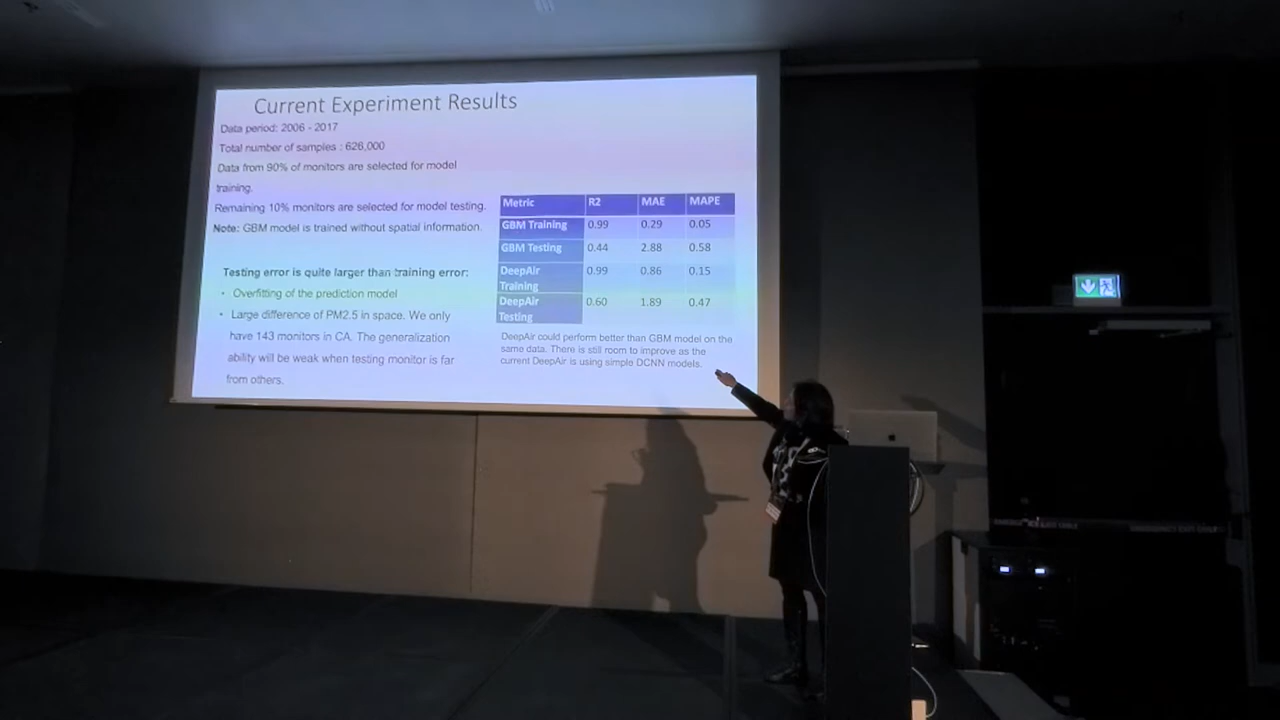 Current Experiment Results
Data period: 2006 - 2017
Total number of samples : 626,000
Data from 90% of monitors are selected for model
training.
Remaining 10% monitors are selected for model testing.
Note: GBM model is trained without spatial information.
Testing error is quite larger than training error:
• Overfitting of the prediction model
• Large difference of PM2.5 in space. We only
have 143 monitors in CA. The generalization
ability will be weak when testing monitor is far
from others.
Metric R2 MAE MAPE
GBM Training 0.99 0.29 0.05
GBM Testing 0.44 2.88 0.58
DeepAir 0.99 0.86 0.15
Training
DeepAir 0.60 1.89 0.47
Testing
DeepAir could perform better than GBM model on the
same data. There is still room to improve as the
current DeepAir is using simple DCNN models.